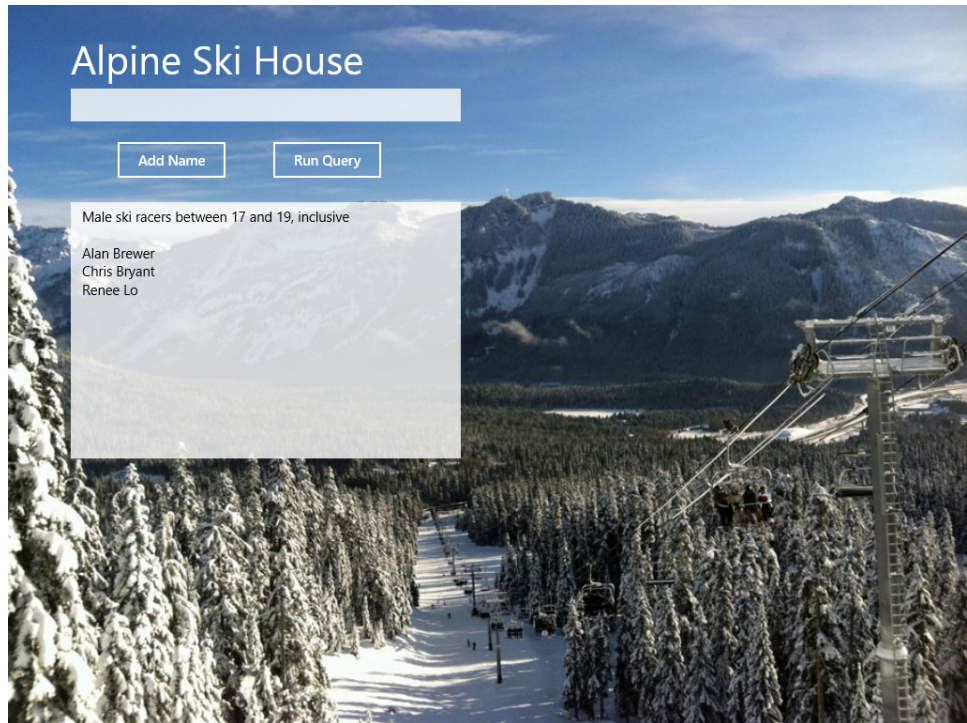 Alpine Ski House
Add Name
Run Query
Male ski racers between 17 and 19, inclusive
Alan Brewer
Chris Bryant
Renee Lo